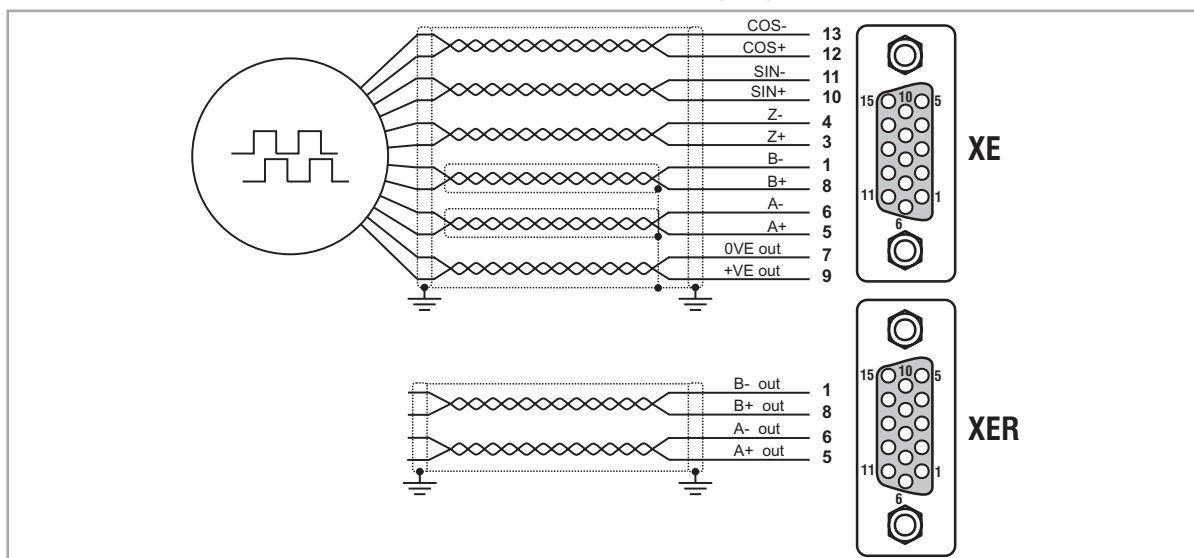 COS- 13
COS+ 12
SIN- 11
SIN+ 10
Z- 4
Z+ 3
B- 1
B+ 8
A- 6
A+ 5
0VE out 7
+VE out 9
15 10 5
11 1
6
XE
B- out 1
B+ out 8
A- out 6
A+ out 5
15 10 5
11 1
6
XER